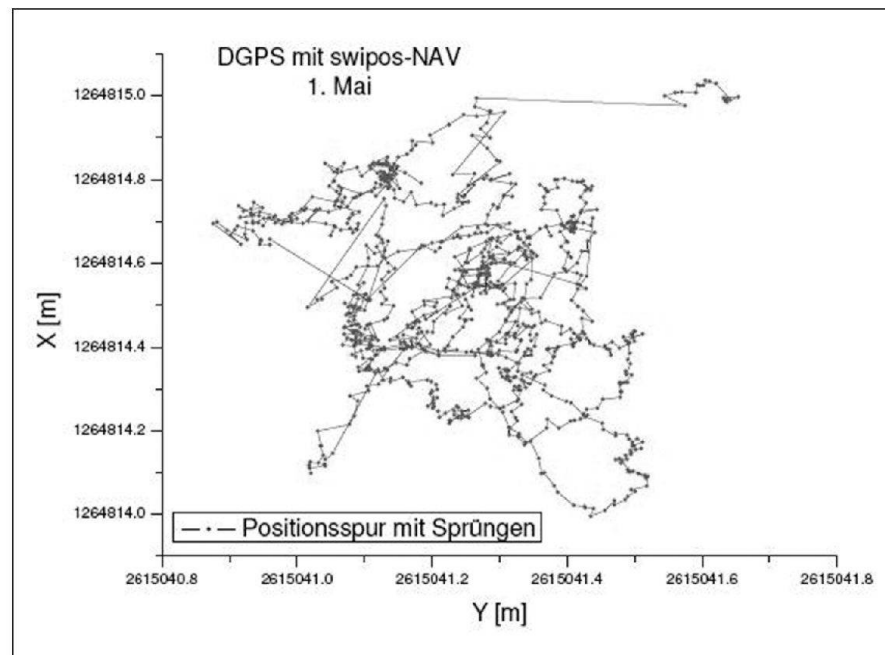 DGPS mit swipos-NAV
1. Mai
1264815.0
1264814.8
1264814.6
1264814.4
1264814.2
1264814.0
X [m]
Positionsspur mit Sprüngen
2615040.8
2615041.0
2615041.2
2615041.4
2615041.6
2615041.8
Y [m]